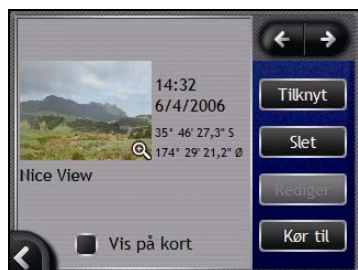 14:32
6/4/2006
35° 46' 27,3" S
174° 29' 21,2" Ø
Nice View
Vis på kort
Tilknyt
Slet
Rediger
Kør til